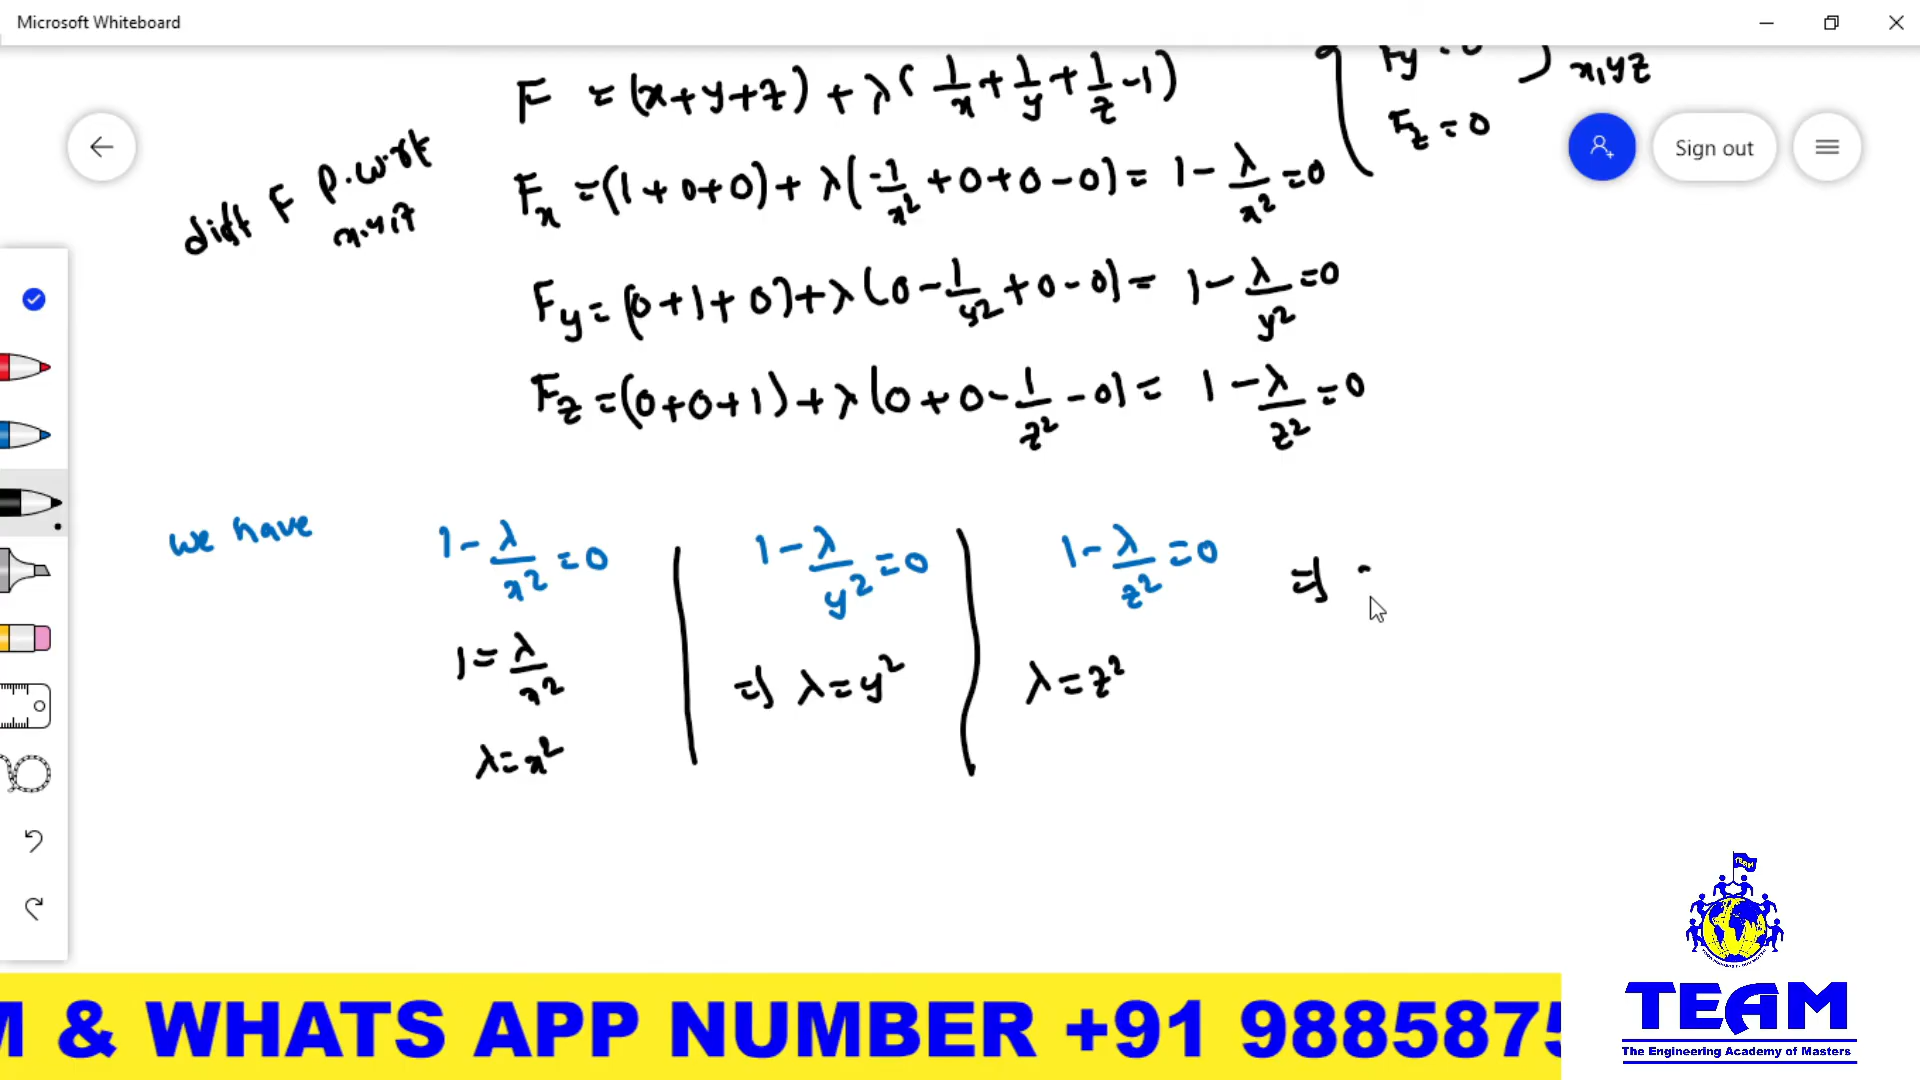 Microsoft Whiteboard
F = (x+y+z) + λ( 1/x + 1/y + 1/z - 1)
Fy = 0
x,yz
Fz = 0
Sign out
diff F p.w.rt
x,y,z
Fx = (1+0+0) + λ( -1/x² + 0+0-0) = 1 - λ/x² = 0
Fy = (0+1+0) + λ(0 - 1/y² + 0-0) = 1 - λ/y² = 0
Fz = (0+0+1) + λ(0+0 - 1/z² - 0) = 1 - λ/z² = 0
we have
1 - λ/x² = 0
1 - λ/y² = 0
1 - λ/z² = 0
⇒
1 = λ/x²
⇒ λ = y²
λ = z²
λ = x²
M & WHATS APP NUMBER +91 9885875
TEAM
The Engineering Academy of Masters